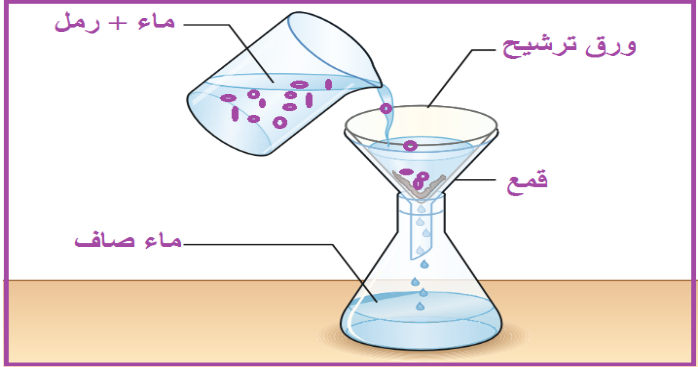 ماء + رمل
ورق ترشيح
قمع
ماء صاف